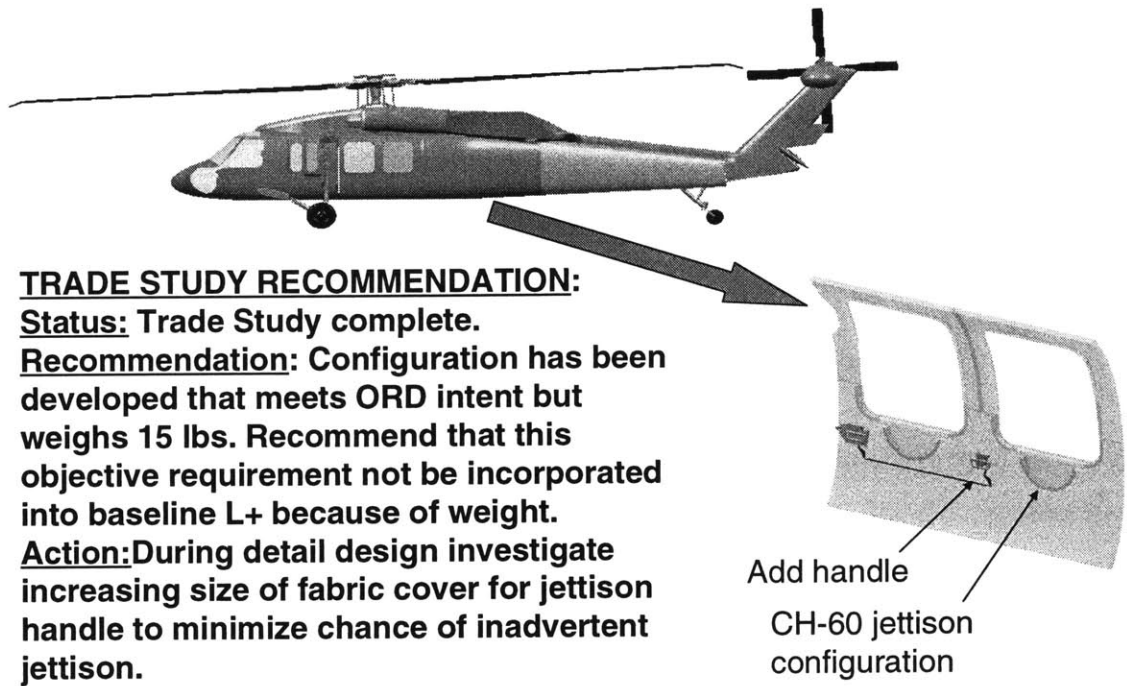 TRADE STUDY RECOMMENDATION:
Status: Trade Study complete.
Recommendation: Configuration has been
developed that meets ORD intent but
weighs 15 lbs. Recommend that this
objective requirement not be incorporated
into baseline L+ because of weight.
Action:During detail design investigate
increasing size of fabric cover for jettison
handle to minimize chance of inadvertent
jettison.
Add handle
CH-60 jettison
configuration